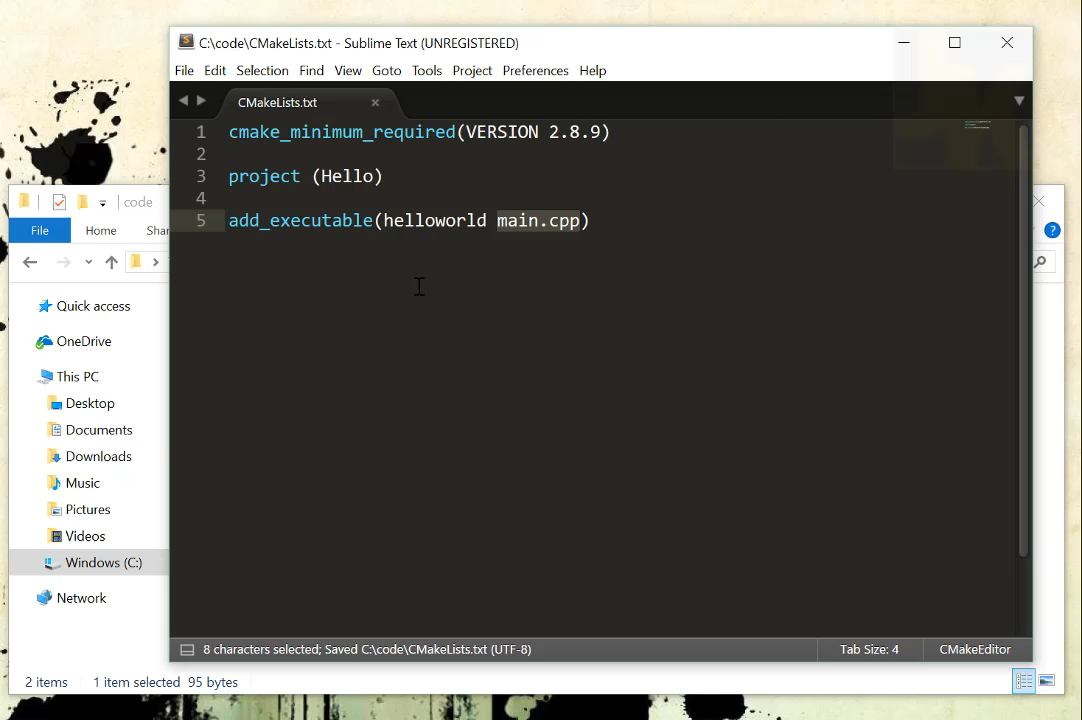 C:\code\CMakeLists.txt - Sublime Text (UNREGISTERED)
File Edit Selection Find View Goto Tools Project Preferences Help
CMakeLists.txt
1 cmake_minimum_required(VERSION 2.8.9)
2
3 project (Hello)
4
5 add_executable(helloworld main.cpp)
8 characters selected; Saved C:\code\CMakeLists.txt (UTF-8) Tab Size: 4 CMakeEditor
code
File Home Shar
Quick access
OneDrive
This PC
Desktop
Documents
Downloads
Music
Pictures
Videos
Windows (C:)
Network
2 items 1 item selected 95 bytes